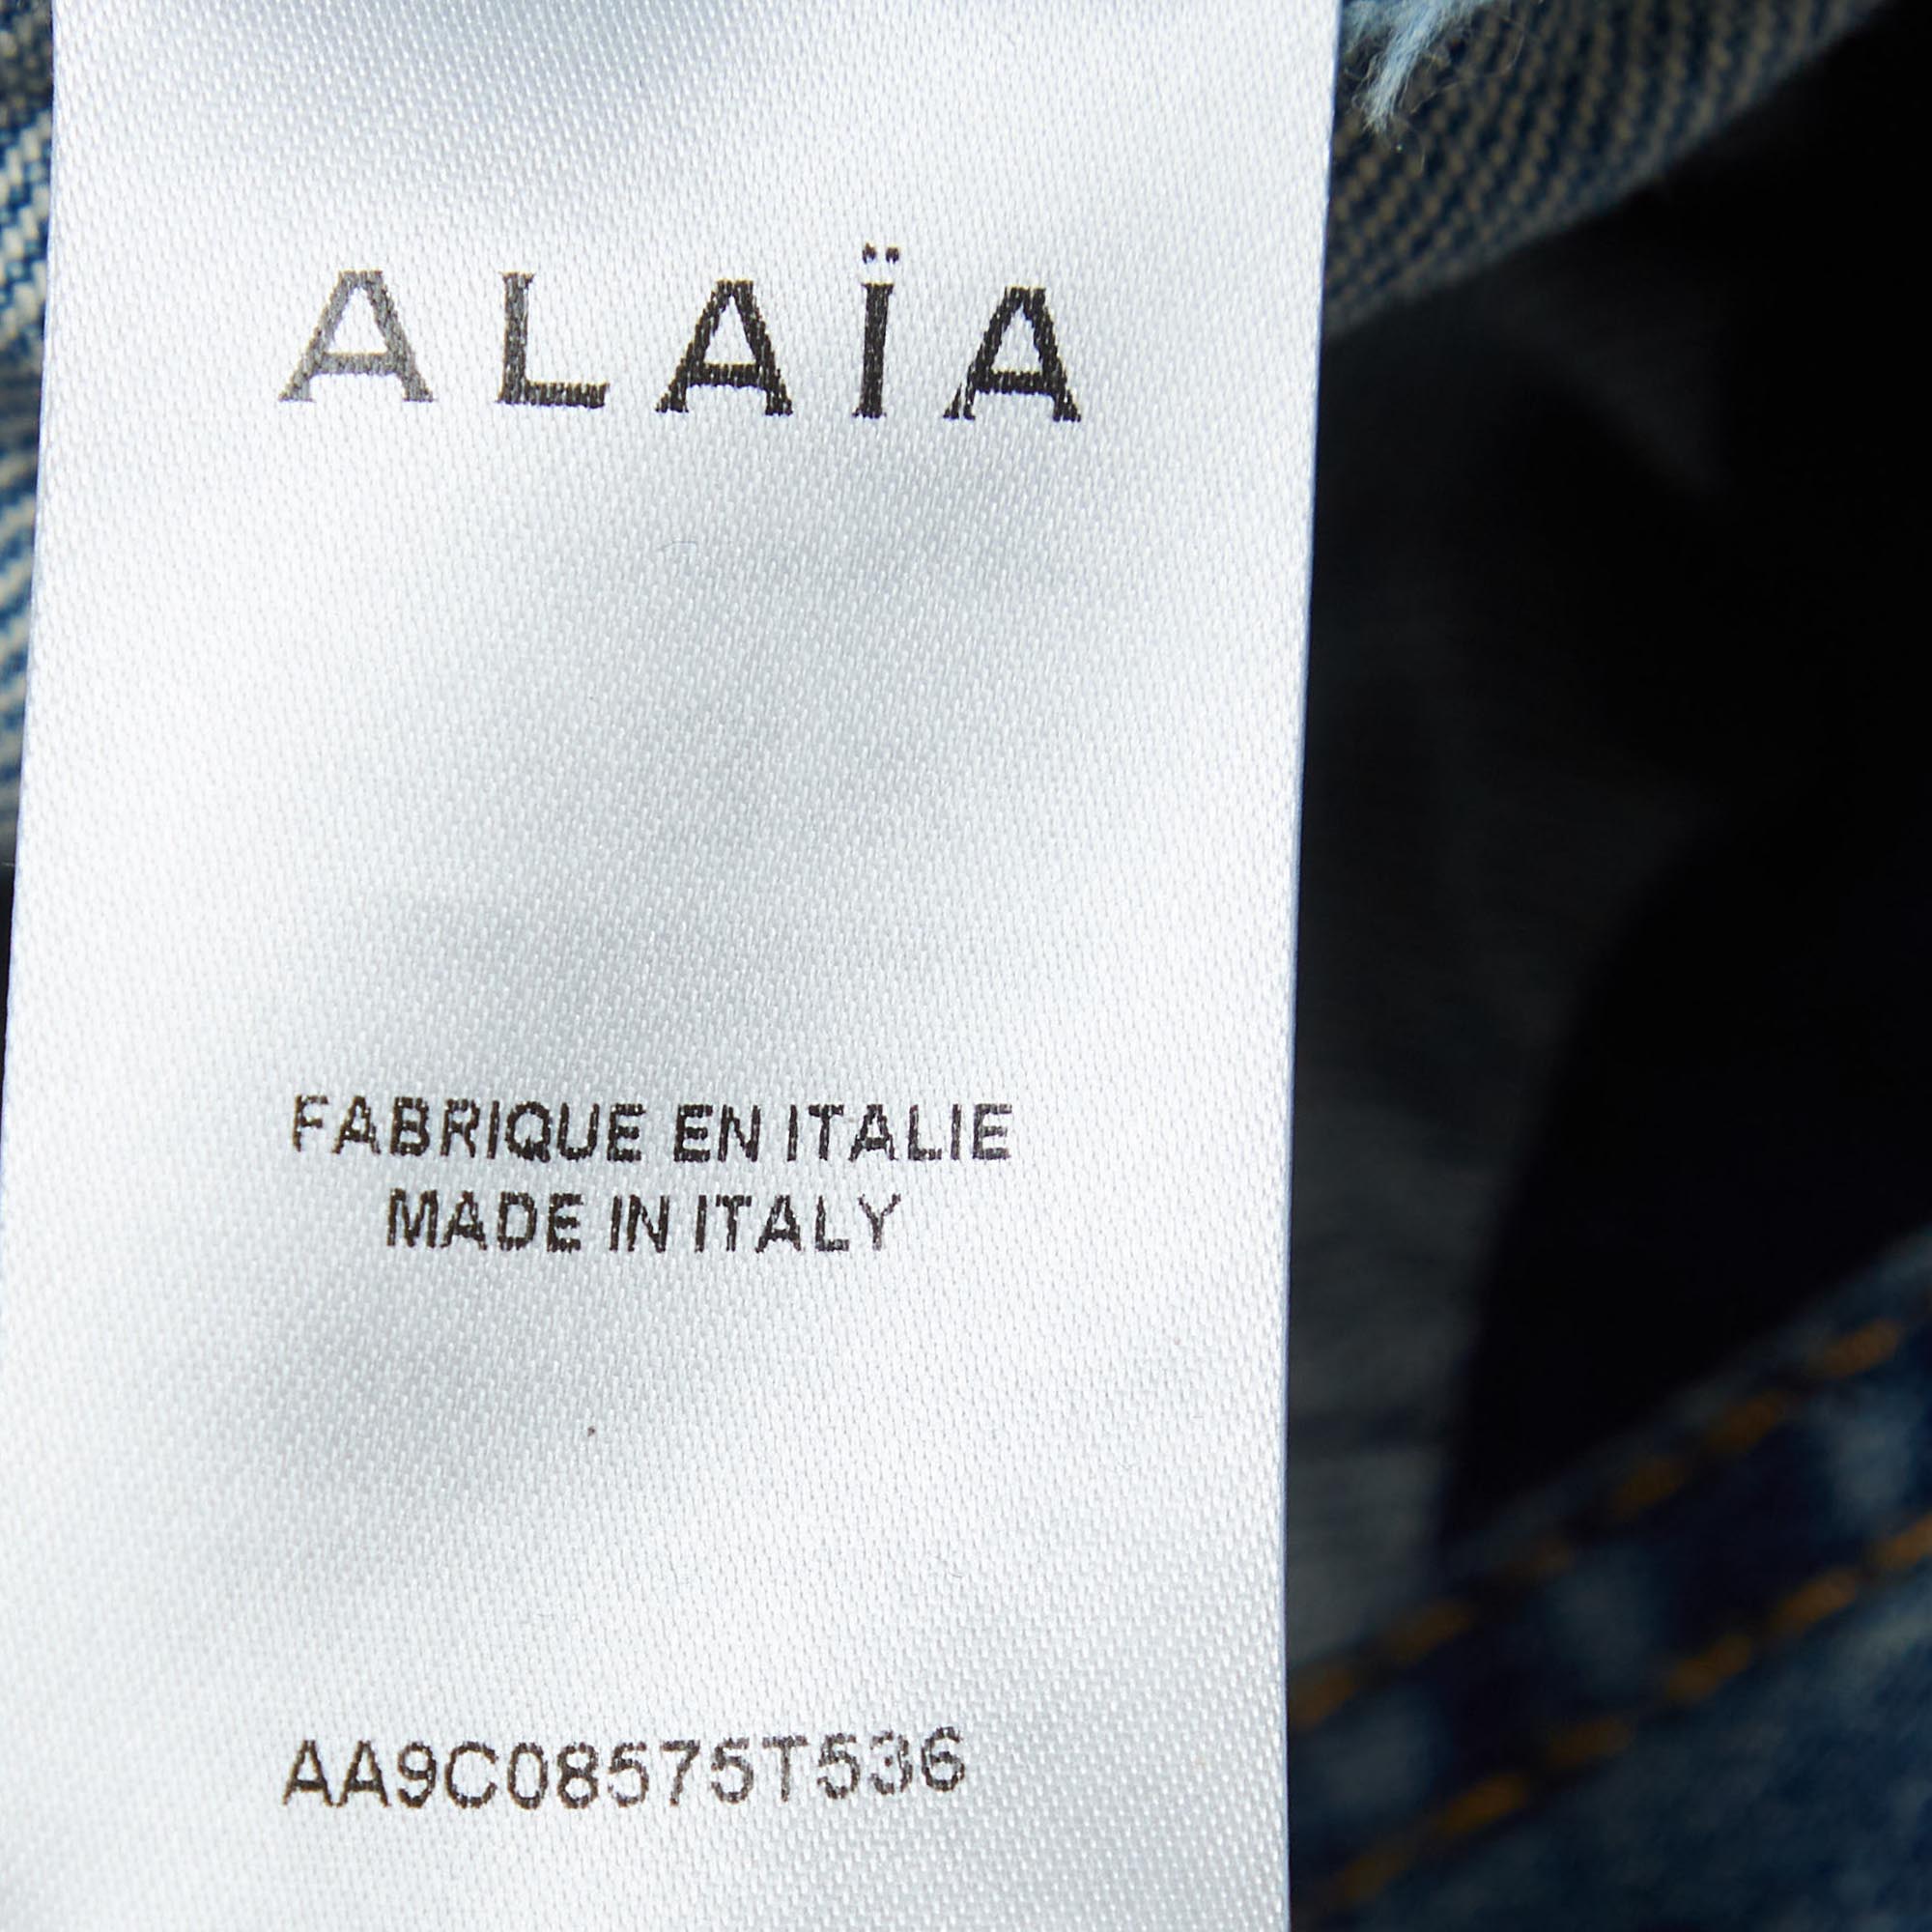 ALAÏA
FABRIQUE EN ITALIE
MADE IN ITALY
AA9C08575T536